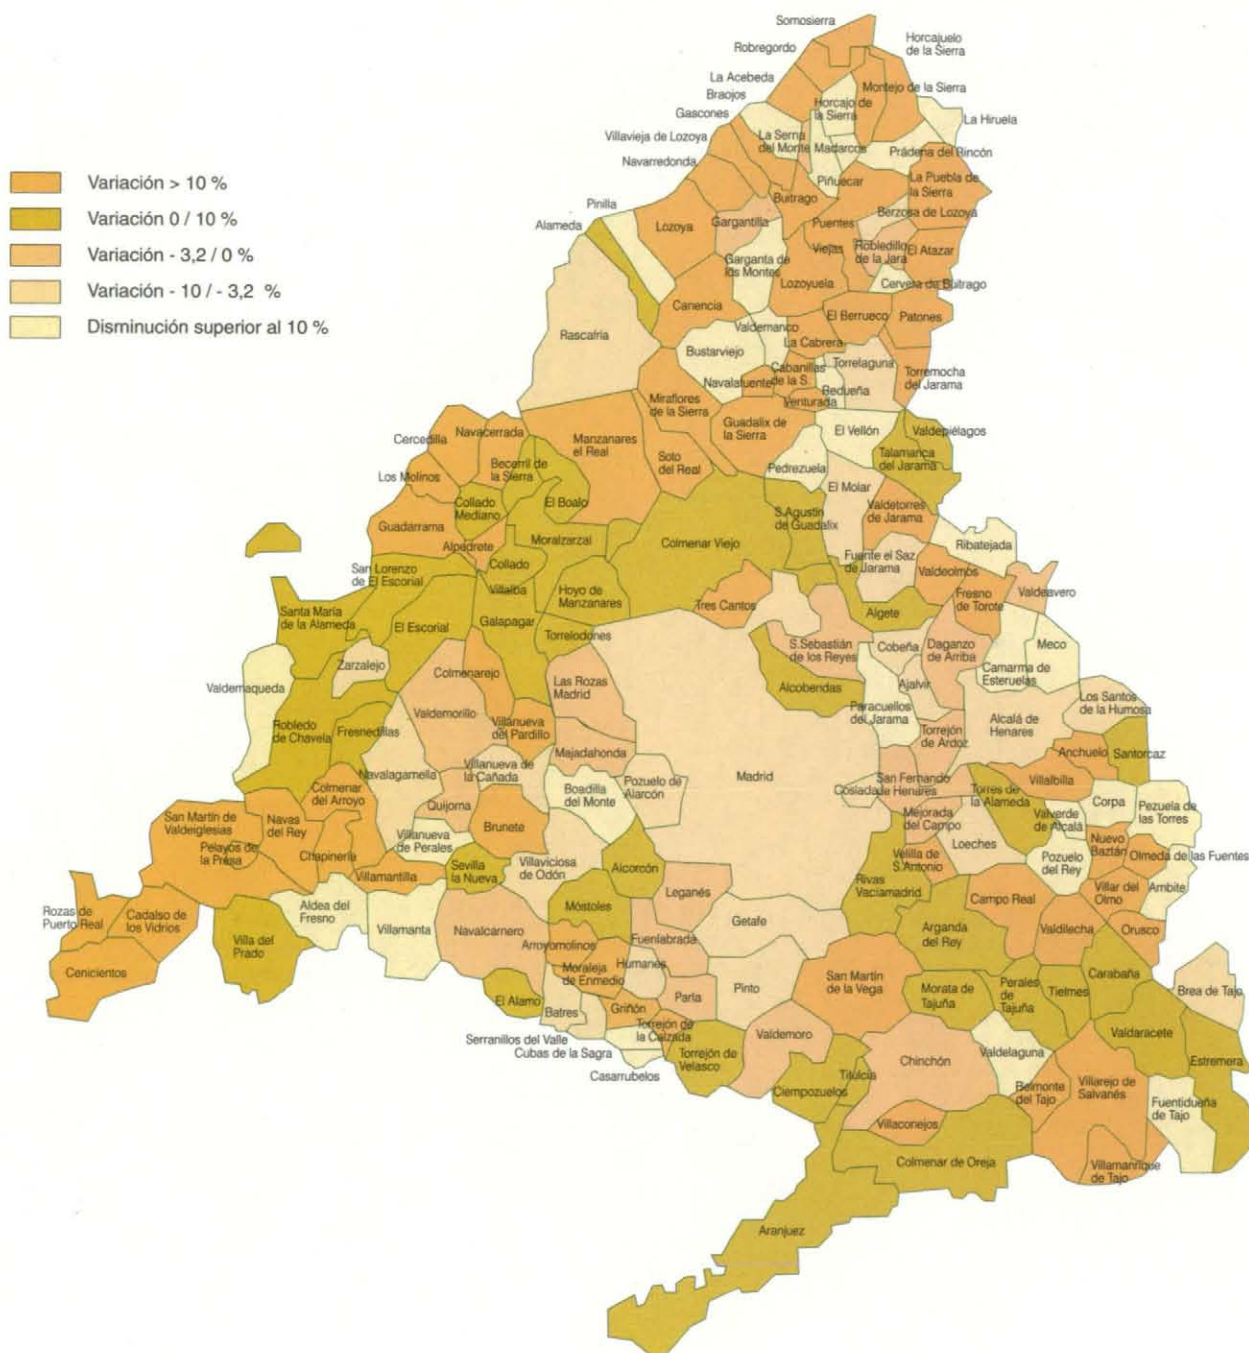 Somosierra
Horcajuelo
de la Sierra
Robregordo
La Acebeda
Braojos
Gascones
Villavieja de Lozoya
Navarredonda
Horcajo de
la Sierra
Montejo de la Sierra
La Hiruela
La Serna
del Monte
Madarcos
Prádena del Rincón
Piñuecar
La Puebla de
la Sierra
Variación > 10 %
Variación 0 / 10 %
Variación - 3,2 / 0 %
Variación - 10 / - 3,2 %
Disminución superior al 10 %
Pinilla
Alameda
Lozoya
Gargantilla
Buitrago
Puentes
Viejas
Berzosa de Lozoya
Robledillo
de la Jara
El Atazar
Garganta de
los Montes
Lozoyuela
Cervera de Buitrago
Canencia
El Berrueco
Patones
Rascafria
Valdemanco
La Cabrera
Bustarviejo
Torrelaguna
Cabanillas
de la S.
Redueña
Torremocha
del Jarama
Navalafuente
Venturada
Miraflores
de la Sierra
Guadalix de
la Sierra
El Vellón
Valdepiélagos
Talamanca
del Jarama
Cercedilla
Navacerrada
Becerril de
la Sierra
Manzanares
el Real
Soto
del Real
Pedrezuela
El Molar
Los Molinos
Collado
Mediano
El Boalo
S.Agustín
de Guadalix
Valdetorres
de Jarama
Guadarrama
Alpedrete
Moralzarzal
Colmenar Viejo
Ribatejada
San Lorenzo
de El Escorial
Collado
Villalba
Hoyo de
Manzanares
Fuente el Saz
de Jarama
Valdeolmos
Fresno
de Torote
Valdeavero
Santa María
de la Alameda
El Escorial
Galapagar
Torrelodones
Tres Cantos
Algete
Zarzalejo
Colmenarejo
Las Rozas
Madrid
S.Sebastián
de los Reyes
Cobeña
Daganzo
de Arriba
Meco
Camarma de
Esteruelas
Valdemaqueda
Valdemorillo
Alcobendas
Ajalvir
Paracuellos
del Jarama
Los Santos
de la Humosa
Robledo
de Chavela
Fresnedillas
Villanueva
del Pardillo
Alcalá de
Henares
Torrejón
de Ardoz
Majadahonda
Anchuelo
Santorcaz
Navalagamella
Villanueva de
la Cañada
Pozuelo de
Alarcón
Madrid
San Fernando
de Henares
Coslada
Villalbilla
Colmenar
del Arroyo
Quijorna
Boadilla
del Monte
Torres de
la Alameda
Corpa
Pezuela de
las Torres
San Martín de
Valdeiglesias
Navas
del Rey
Brunete
Mejorada
del Campo
Valverde
de Alcalá
Pelayos de
la Presa
Villanueva
de Perales
Loeches
Nuevo
Baztán
Chapinería
Sevilla
la Nueva
Villaviciosa
de Odón
Alcorcón
Velilla de
S.Antonio
Pozuelo
del Rey
Olmeda de las Fuentes
Villamantilla
Rivas
Vaciamadrid
Villar del
Olmo
Ambite
Rozas de
Puerto Real
Cadalso de
los Vidrios
Aldea del
Fresno
Móstoles
Leganés
Campo Real
Villa del
Prado
Villamanta
Navalcarnero
Getafe
Arganda
del Rey
Valdilecha
Orusco
Arroyomolinos
Fuenlabrada
Cenicientos
Moraleja
de Enmedio
Humanes
San Martín
de la Vega
Carabaña
Pinto
Morata de
Tajuña
Perales
de
Tajuña
Tielmes
Brea de Tajo
El Alamo
Batres
Griñón
Parla
Serranillos del Valle
Torrejón de
la Calzada
Valdemoro
Valdaracete
Cubas de la Sagra
Casarrubelos
Torrejón de
Velasco
Chinchón
Valdelaguna
Estremera
Ciempozuelos
Titulcia
Belmonte
del Tajo
Villarejo de
Salvanés
Fuentidueña
de Tajo
Villaconejos
Colmenar de Oreja
Villamanrique
de Tajo
Aranjuez